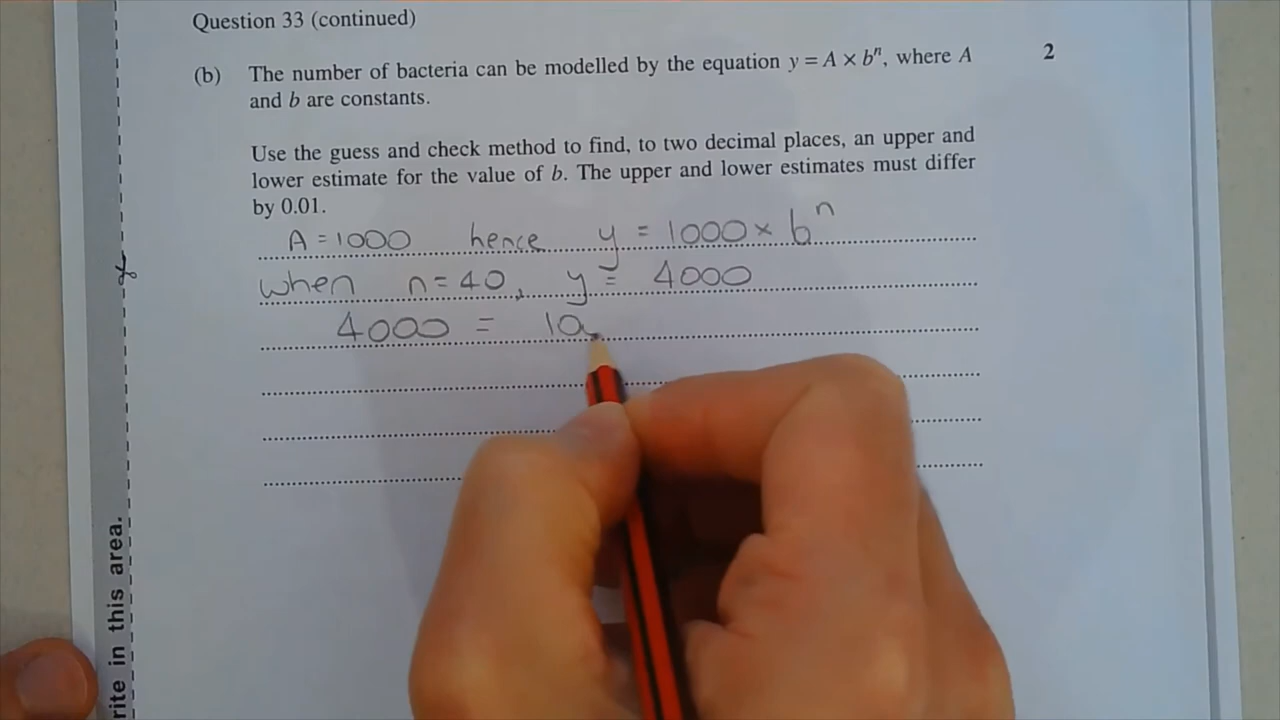 Question 33 (continued)
(b) The number of bacteria can be modelled by the equation y = A × bⁿ, where A 2
and b are constants.
Use the guess and check method to find, to two decimal places, an upper and
lower estimate for the value of b. The upper and lower estimates must differ
by 0.01.
A = 1000 hence y = 1000 × bⁿ
when n = 40, y = 4000
4000 = 10
rite in this area.